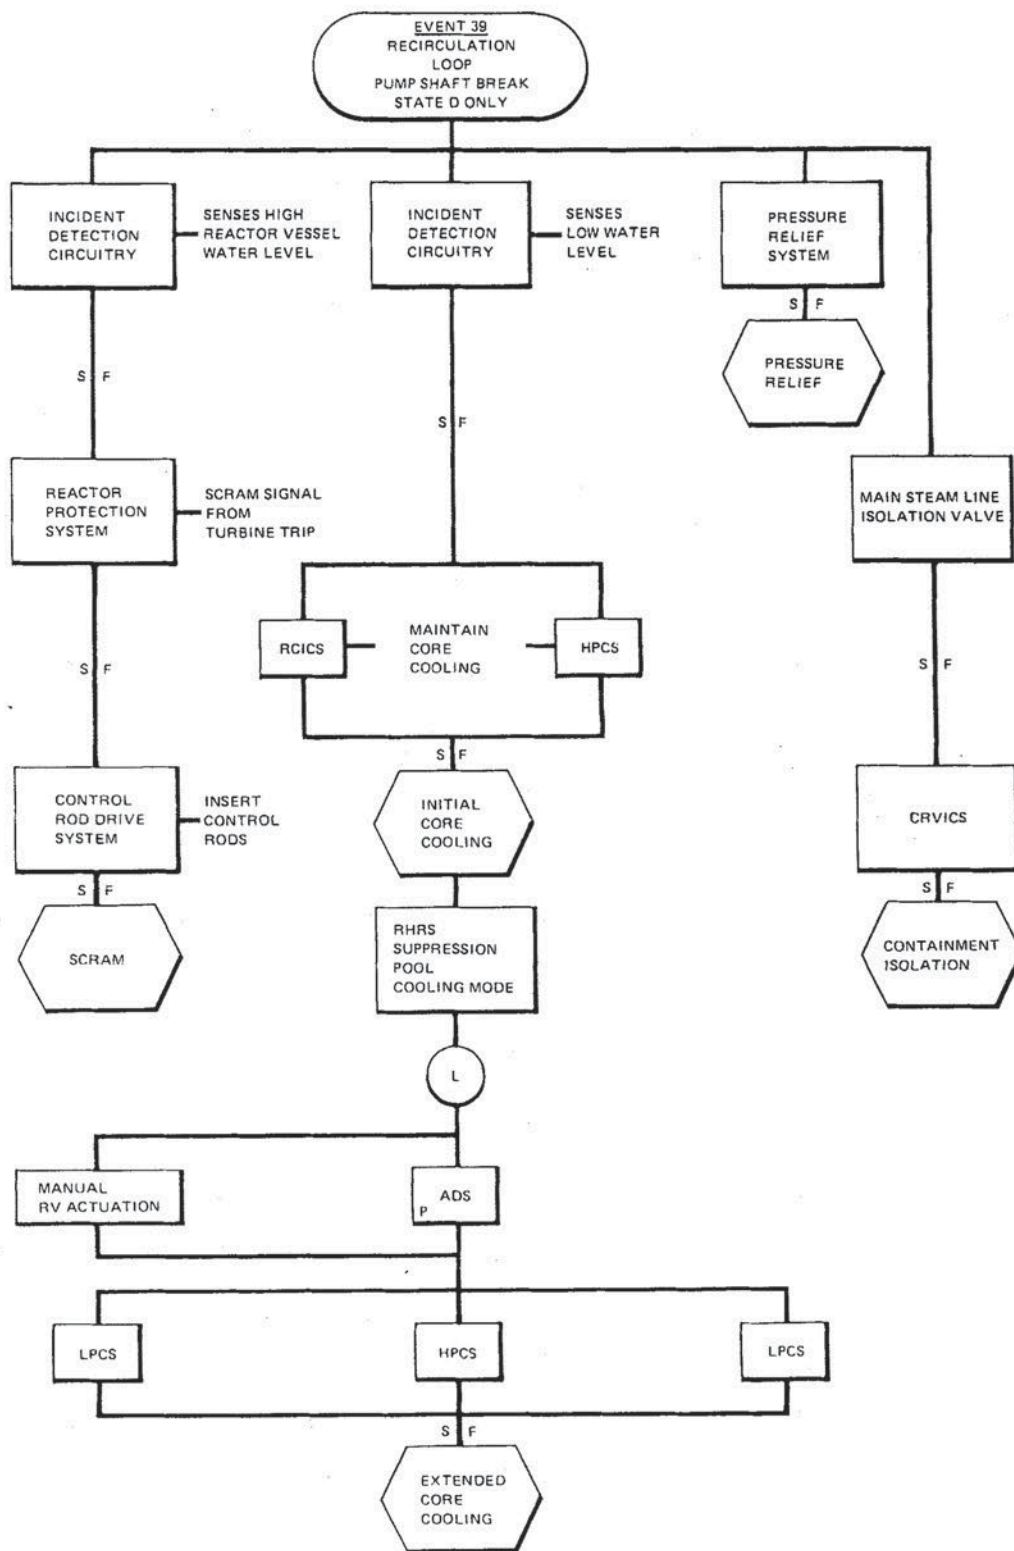 EVENT 39
RECIRCULATION
LOOP
PUMP SHAFT BREAK
STATE D ONLY
INCIDENT
DETECTION
CIRCUITRY
SENSES HIGH
REACTOR VESSEL
WATER LEVEL
INCIDENT
DETECTION
CIRCUITRY
SENSES
LOW WATER
LEVEL
PRESSURE
RELIEF
SYSTEM
S F
PRESSURE
RELIEF
S F
S F
REACTOR
PROTECTION
SYSTEM
SCRAM SIGNAL
FROM
TURBINE TRIP
MAIN STEAM LINE
ISOLATION VALVE
RCICS
MAINTAIN
CORE
COOLING
HPCS
S F
S F
S F
CONTROL
ROD DRIVE
SYSTEM
INSERT
CONTROL
RODS
INITIAL
CORE
COOLING
CRVICS
S F
S F
SCRAM
RHRS
SUPPRESSION
POOL
COOLING MODE
CONTAINMENT
ISOLATION
L
MANUAL
RV ACTUATION
ADS
P
LPCS
HPCS
LPCS
S F
EXTENDED
CORE
COOLING